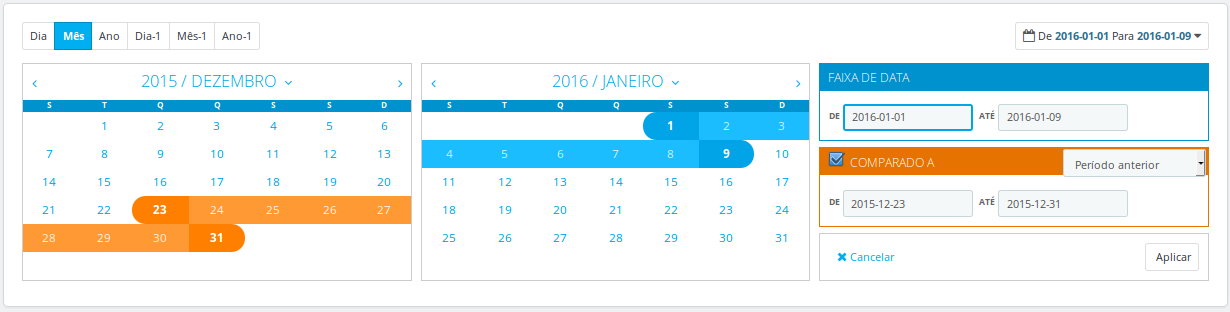 Dia Mês Ano Dia-1 Mês-1 Ano-1
De 2016-01-01 Para 2016-01-09
2015 / DEZEMBRO
S T Q Q S S D
1 2 3 4 5 6
7 8 9 10 11 12 13
14 15 16 17 18 19 20
21 22 23 24 25 26 27
28 29 30 31
2016 / JANEIRO
S T Q Q S S D
1 2 3
4 5 6 7 8 9 10
11 12 13 14 15 16 17
18 19 20 21 22 23 24
25 26 27 28 29 30 31
FAIXA DE DATA
DE 2016-01-01 ATÉ 2016-01-09
COMPARADO A Período anterior
DE 2015-12-23 ATÉ 2015-12-31
Cancelar Aplicar